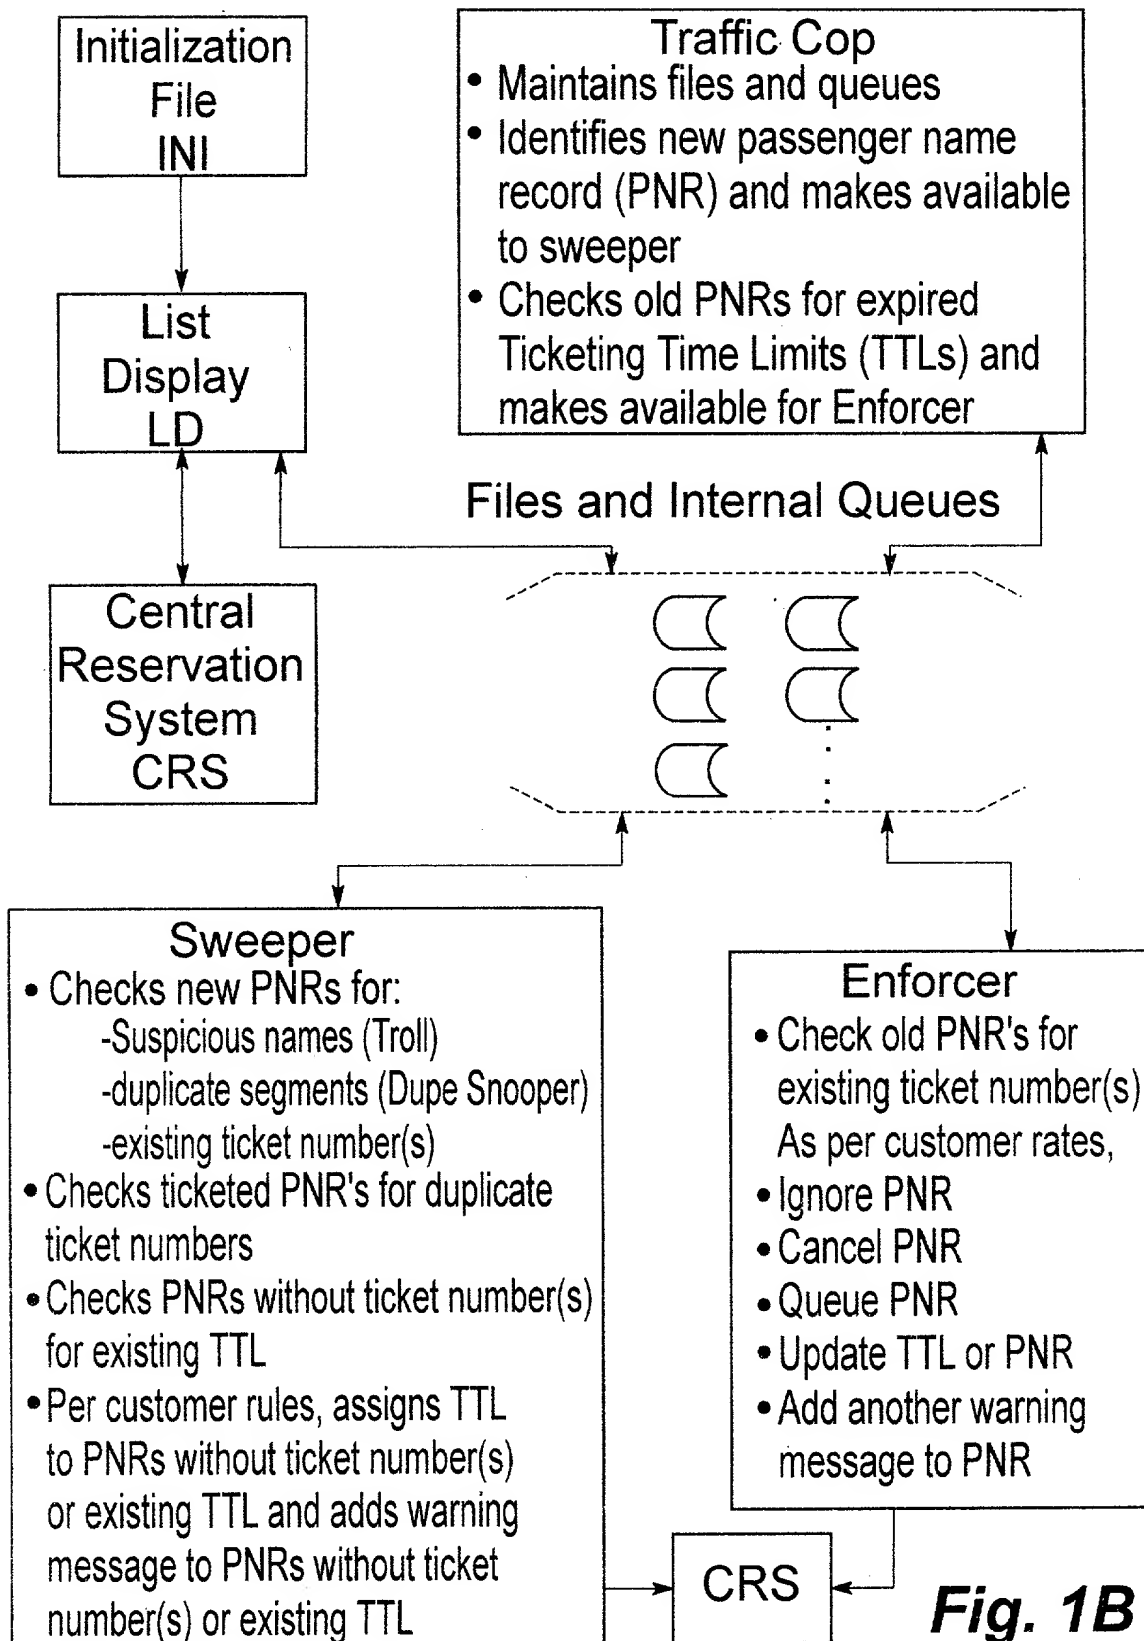 Initialization
File
INI
Traffic Cop
• Maintains files and queues
• Identifies new passenger name
record (PNR) and makes available
to sweeper
• Checks old PNRs for expired
Ticketing Time Limits (TTLs) and
makes available for Enforcer
List
Display
LD
Files and Internal Queues
Central
Reservation
System
CRS
Sweeper
• Checks new PNRs for:
-Suspicious names (Troll)
-duplicate segments (Dupe Snooper)
-existing ticket number(s)
• Checks ticketed PNR's for duplicate
ticket numbers
• Checks PNRs without ticket number(s)
for existing TTL
• Per customer rules, assigns TTL
to PNRs without ticket number(s)
or existing TTL and adds warning
message to PNRs without ticket
number(s) or existing TTL
Enforcer
• Check old PNR's for
existing ticket number(s)
As per customer rates,
• Ignore PNR
• Cancel PNR
• Queue PNR
• Update TTL or PNR
• Add another warning
message to PNR
CRS
Fig. 1B